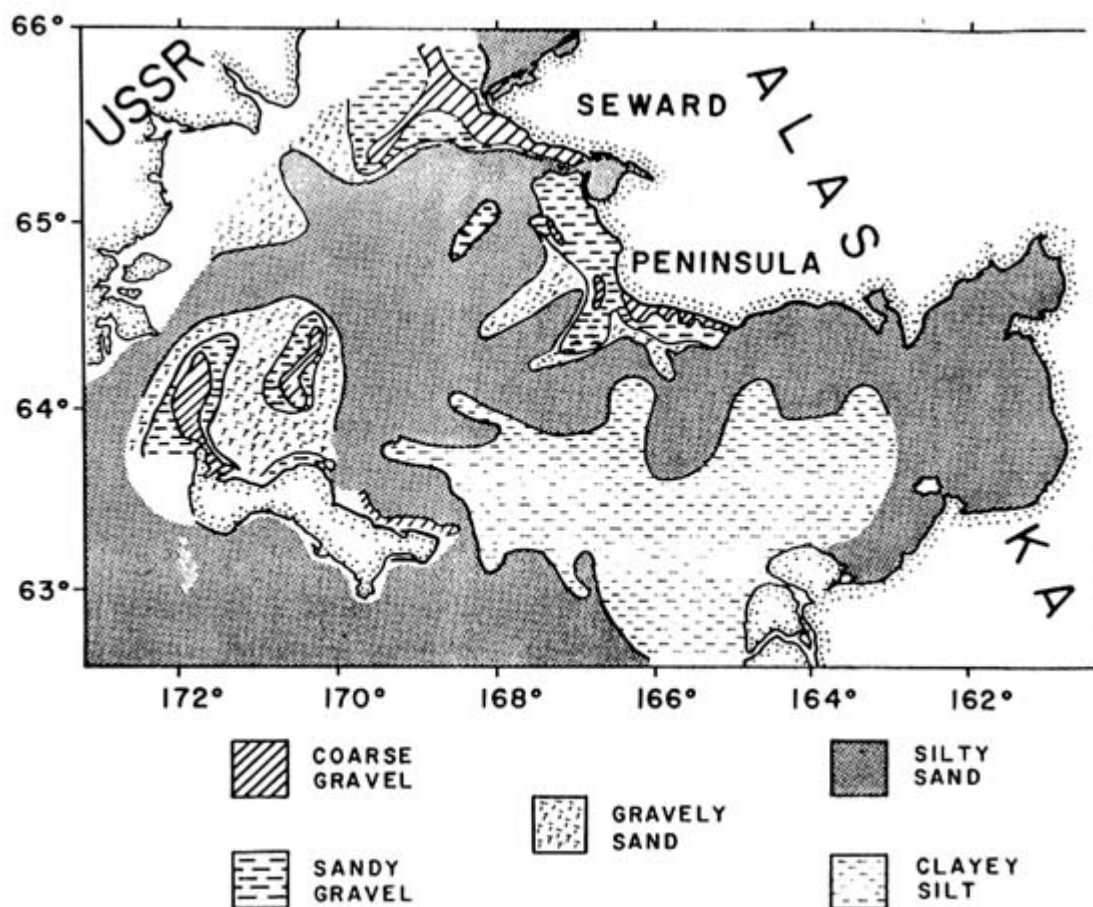 66°
65°
64°
63°
USSR
ALASKA
SEWARD
PENINSULA
172° 170° 168° 166° 164° 162°
COARSE
GRAVEL
SANDY
GRAVEL
GRAVELY
SAND
SILTY
SAND
CLAYEY
SILT